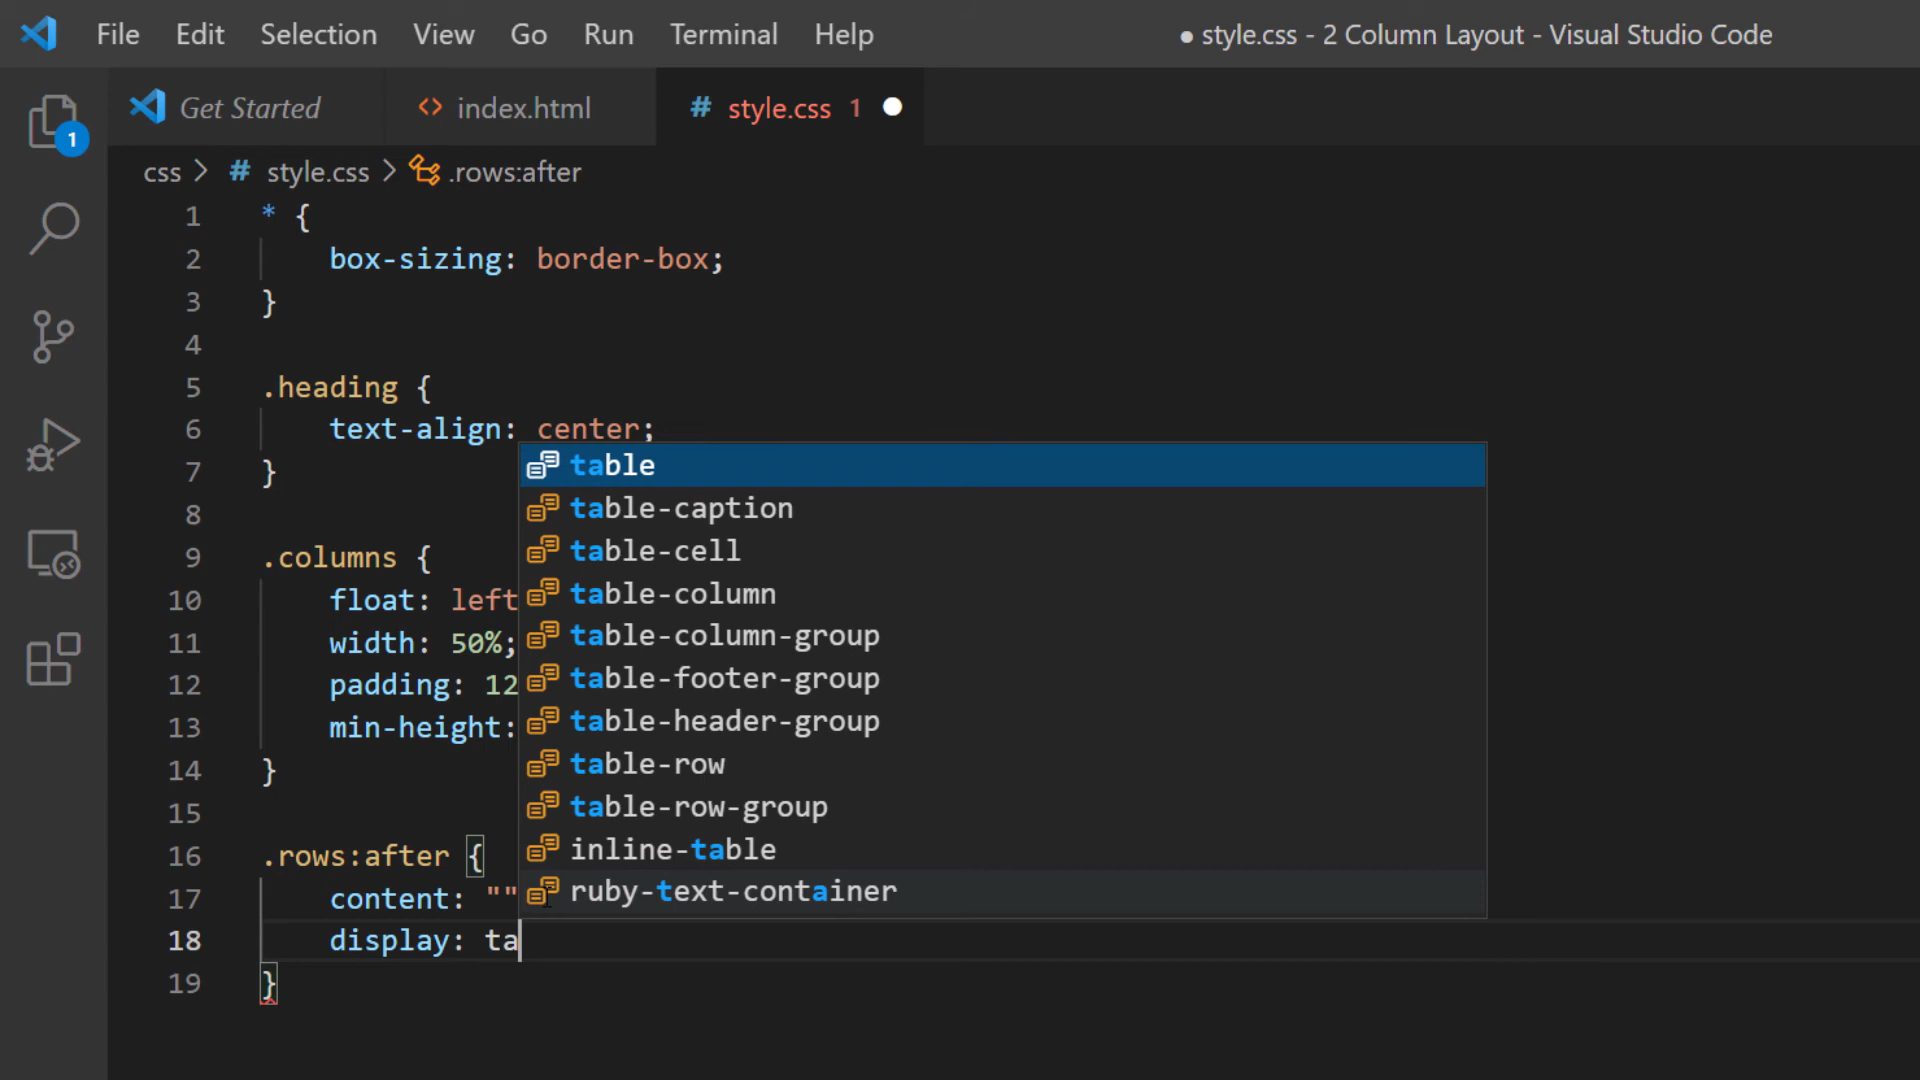 File Edit Selection View Go Run Terminal Help ● style.css - 2 Column Layout - Visual Studio Code
1
Get Started <> index.html # style.css 1
css > # style.css > .rows:after
1 * {
2 box-sizing: border-box;
3 }
4
5 .heading {
6 text-align: center;
7 }
8
9 .columns {
10 float: left
11 width: 50%;
12 padding: 12
13 min-height:
14 }
15
16 .rows:after {
17 content: ""
18 display: ta
19 }
table
table-caption
table-cell
table-column
table-column-group
table-footer-group
table-header-group
table-row
table-row-group
inline-table
ruby-text-container